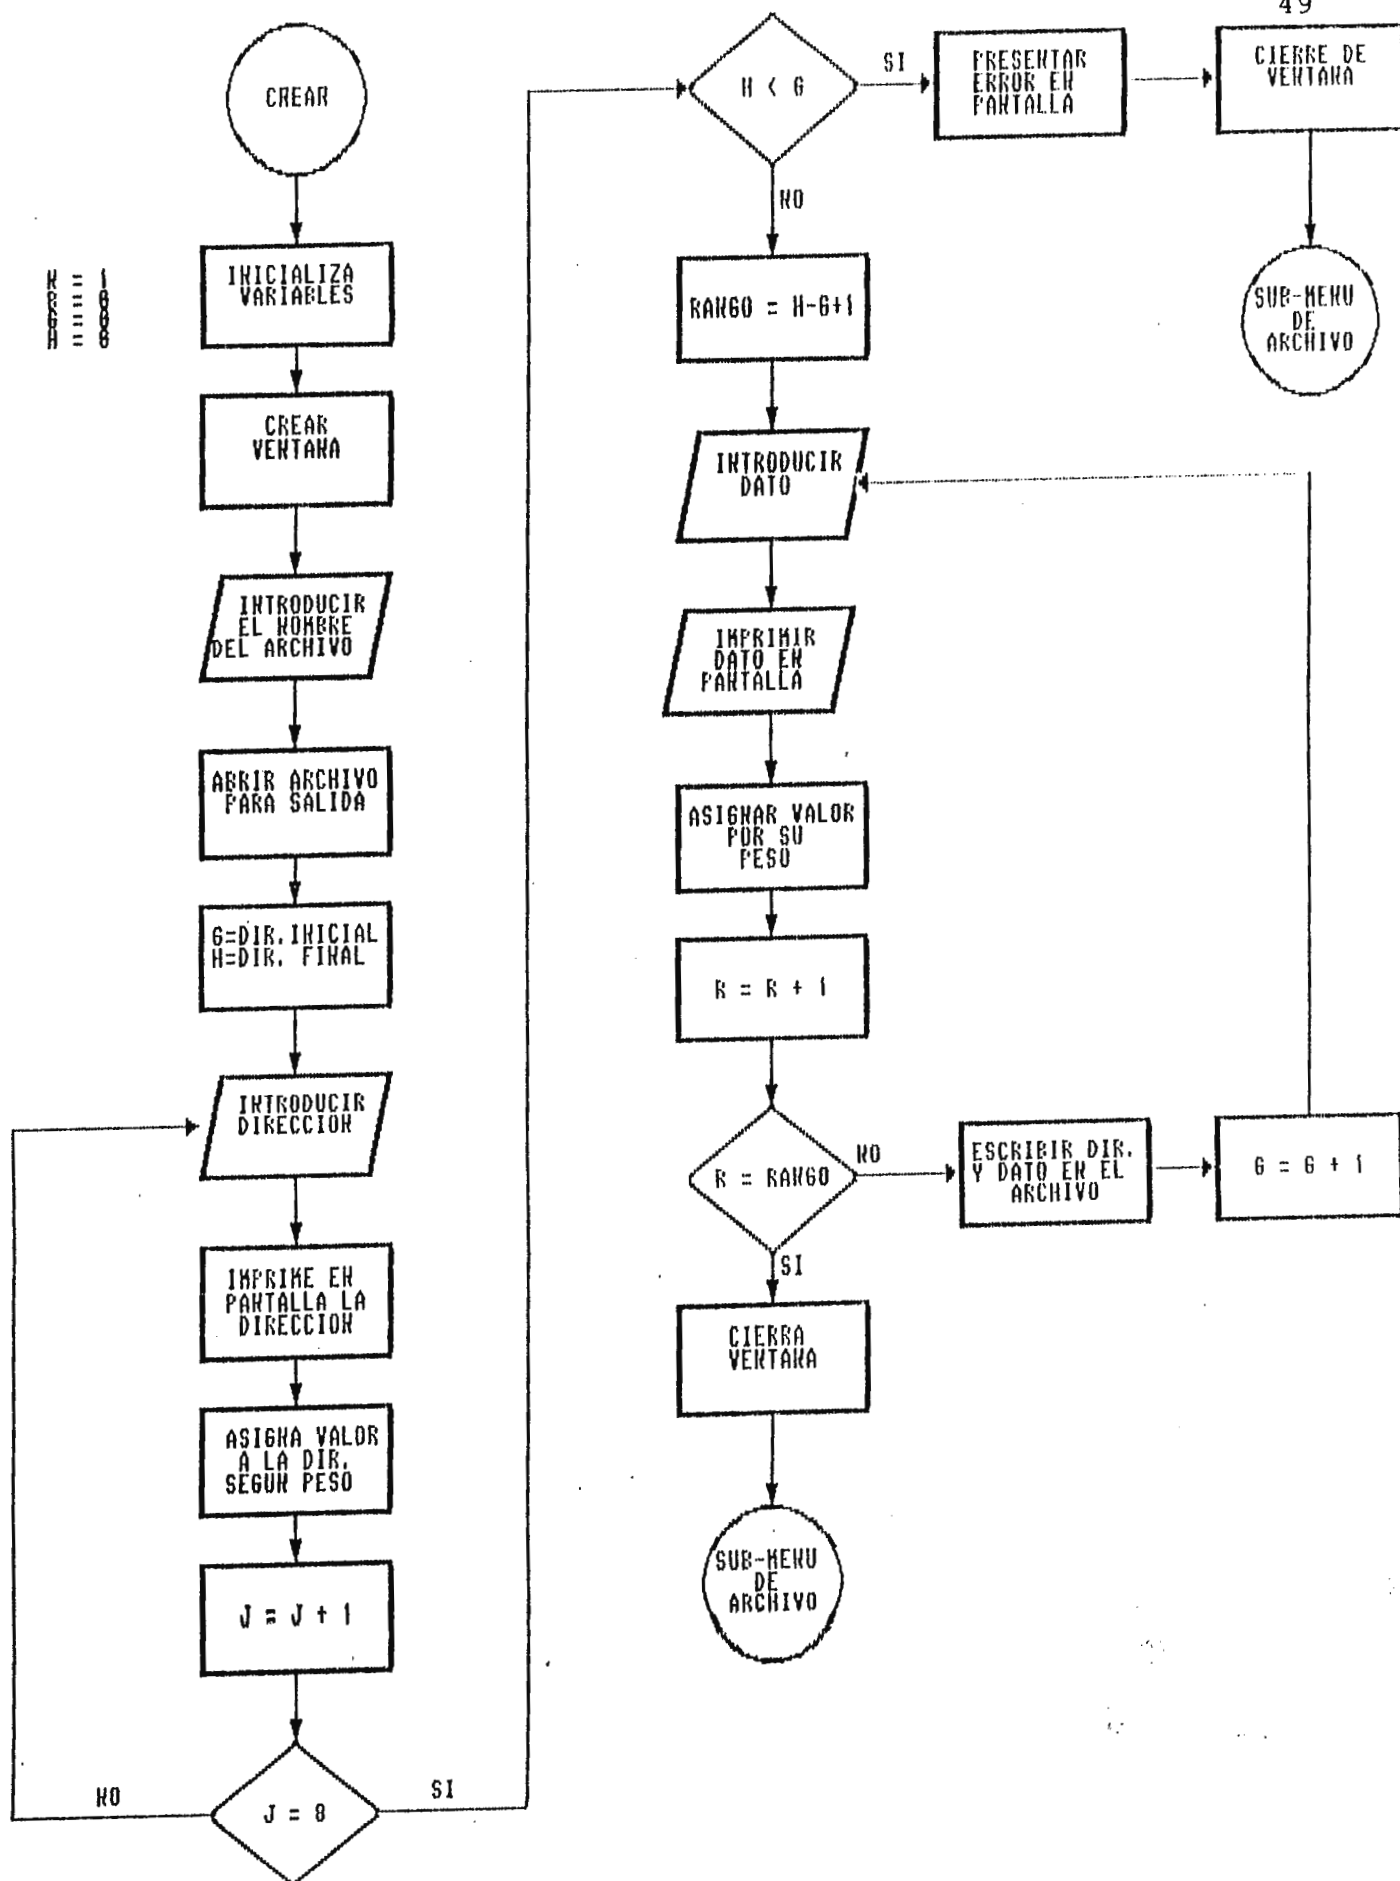 49
CREAR
INICIALIZA
VARIABLES
G = 0
H = 0
CREAR
VENTANA
INTRODUCIR
EL NOMBRE
DEL ARCHIVO
ABRIR ARCHIVO
PARA SALIDA
G=DIR. INICIAL
H=DIR. FINAL
INTRODUCIR
DIRECCION
IMPRIME EN
PANTALLA LA
DIRECCION
ASIGNA VALOR
A LA DIR.
SEGUN PESO
J = J + 1
J = 8
NO
SI
H < G
SI
NO
PRESENTAR
ERROR EN
PANTALLA
CIERRE DE
VENTANA
SUB-MENU
DE
ARCHIVO
RANGO = H-G+1
INTRODUCIR
DATO
IMPRIMIR
DATO EN
PANTALLA
ASIGNAR VALOR
POR SU
PESO
R = R + 1
R = RANGO
NO
SI
ESCRIBIR DIR.
Y DATO EN EL
ARCHIVO
G = G + 1
CIERRA
VENTANA
SUB-MENU
DE
ARCHIVO